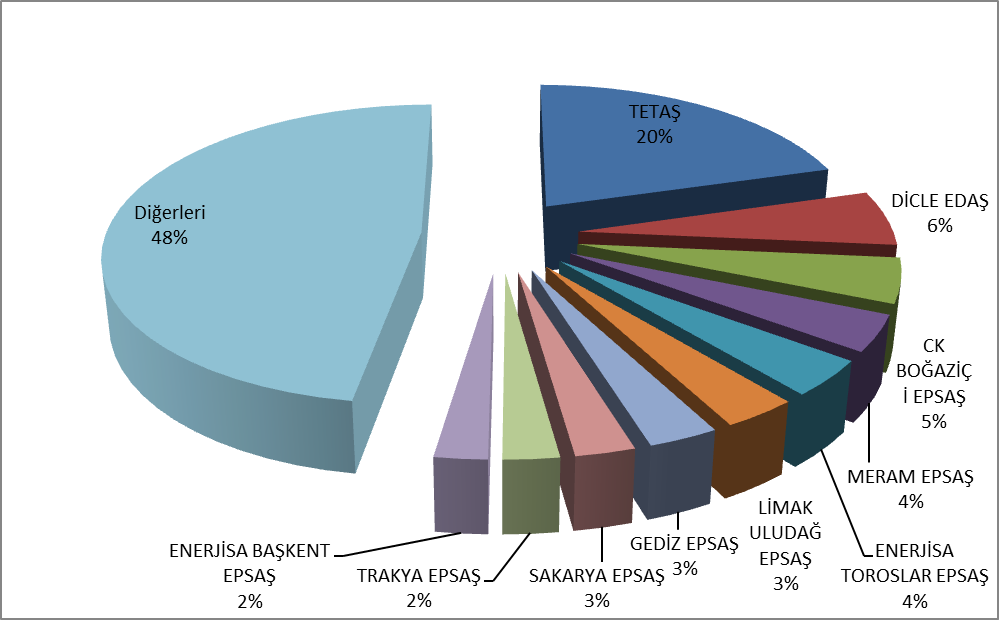 TETAŞ
20%
DİCLE EDAŞ
6%
CK
BOĞAZİÇ
İ EPSAŞ
5%
MERAM EPSAŞ
4%
ENERJİSA
TOROSLAR EPSAŞ
4%
LİMAK
ULUDAĞ
EPSAŞ
3%
GEDİZ EPSAŞ
3%
SAKARYA EPSAŞ
3%
TRAKYA EPSAŞ
2%
ENERJİSA BAŞKENT
EPSAŞ
2%
Diğerleri
48%